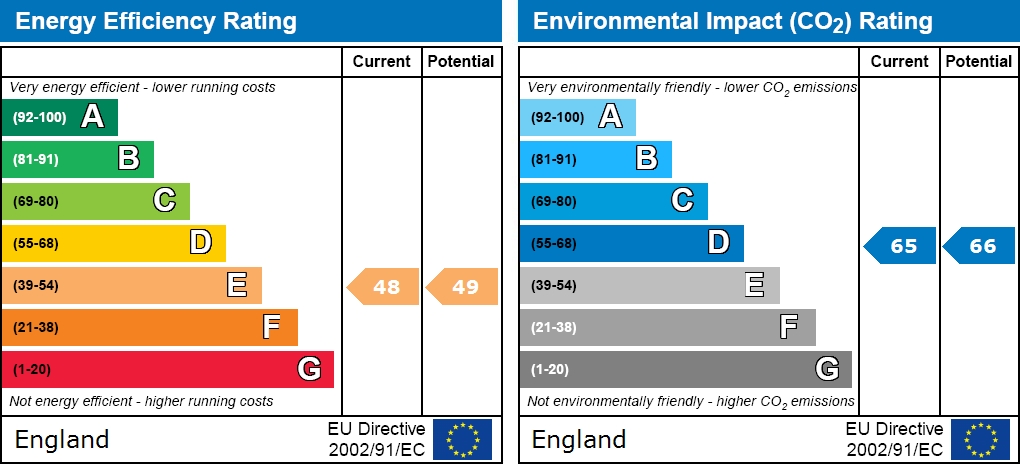 Energy Efficiency Rating
Current Potential
Very energy efficient - lower running costs
(92-100) A
(81-91) B
(69-80) C
(55-68) D
(39-54) E
48 49
(21-38) F
(1-20) G
Not energy efficient - higher running costs
England
EU Directive
2002/91/EC
Environmental Impact (CO2) Rating
Current Potential
Very environmentally friendly - lower CO2 emissions
(92-100) A
(81-91) B
(69-80) C
(55-68) D
65 66
(39-54) E
(21-38) F
(1-20) G
Not environmentally friendly - higher CO2 emissions
England
EU Directive
2002/91/EC